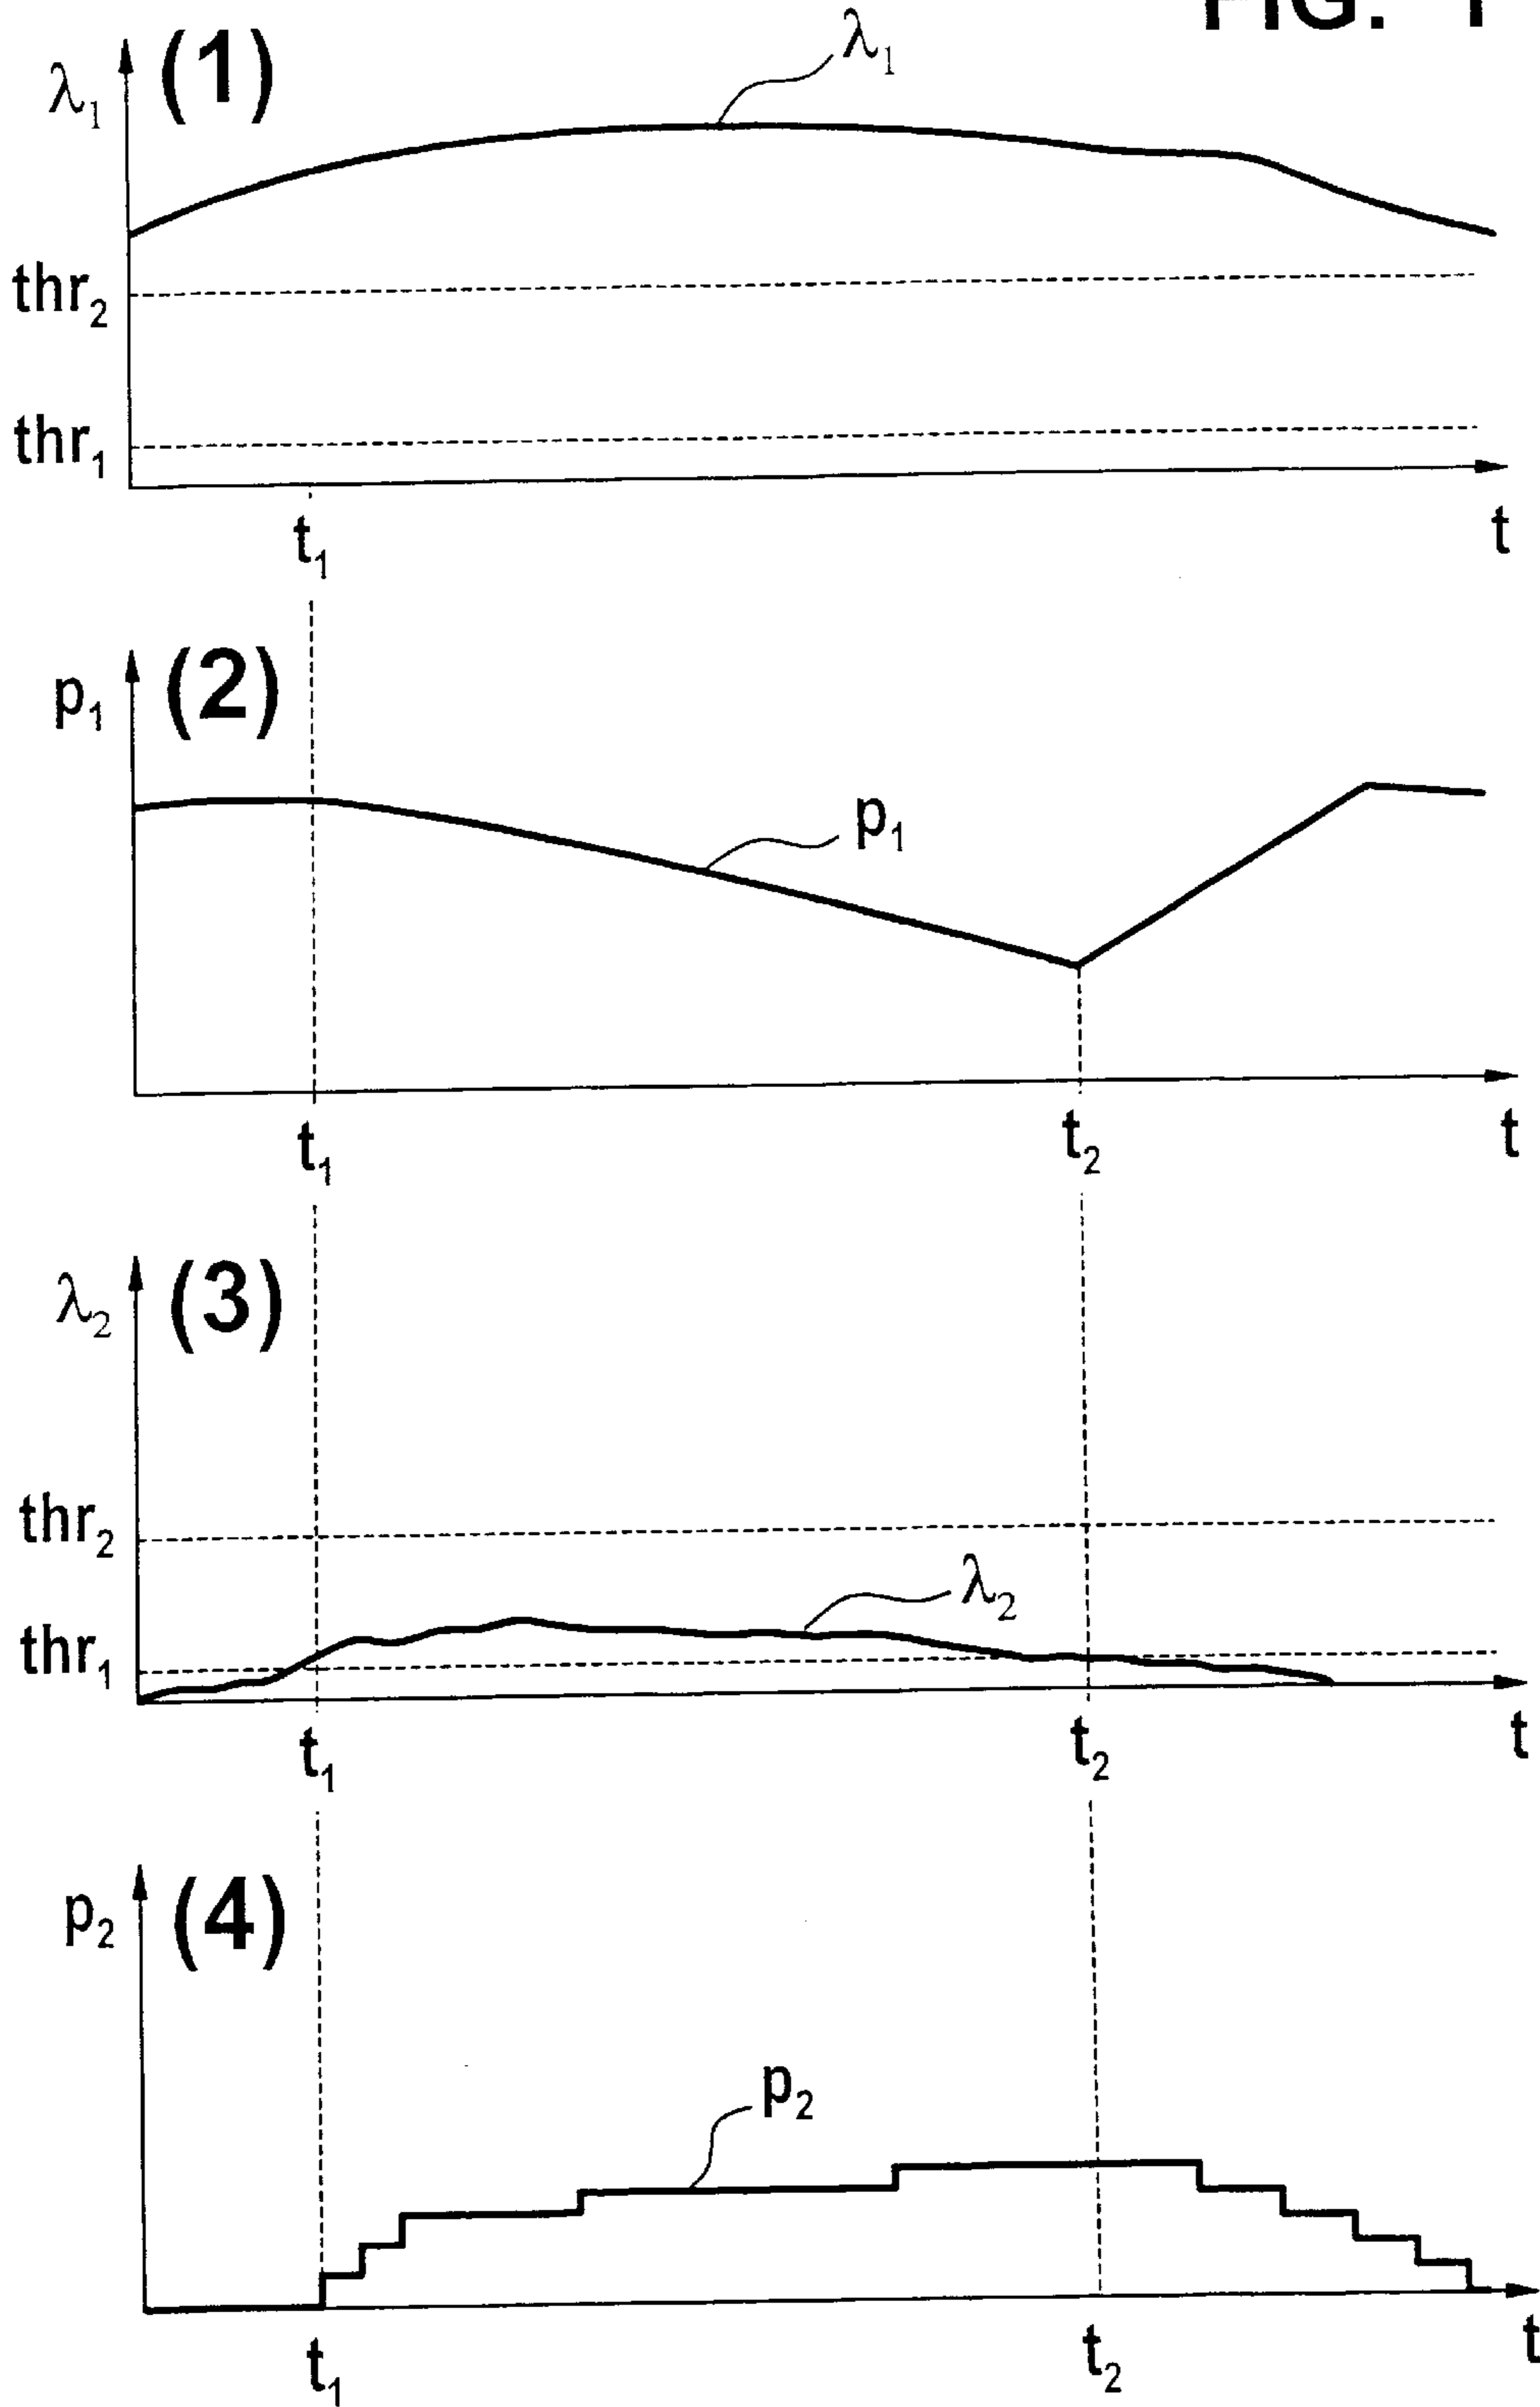 FIG. 1
λ₁ (1) λ₁
thr₂
thr₁
t₁ t
p₁ (2)
p₁
t₁ t₂ t
λ₂ (3)
thr₂
λ₂
thr₁
t₁ t₂ t
p₂ (4)
p₂
t₁ t₂ t